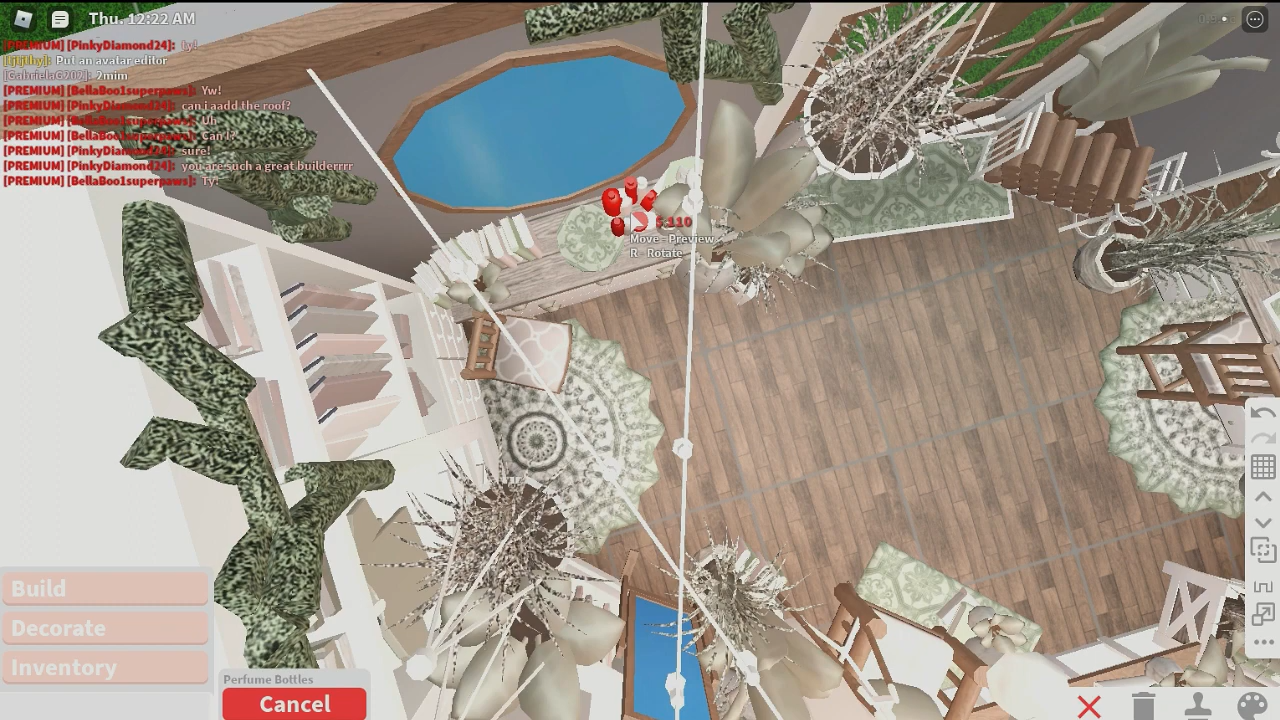 Thu. 12:22 AM
[PREMIUM] [PinkyDiamond24]: ly!
Put an avatar editor
2mim
[PREMIUM] [BellaBoo1superpaws]: Yw!
[PREMIUM] [PinkyDiamond24]: can i aadd the roof?
[PREMIUM] [BellaBoo1superpaws]: Uh
[PREMIUM] [BellaBoo1superpaws]: Can I?
[PREMIUM] [PinkyDiamond24]: sure!
[PREMIUM] [PinkyDiamond24]: you are such a great builderrrr
[PREMIUM] [BellaBoo1superpaws]: Ty!
$110
Move - Preview
R - Rotate
Build
Decorate
Inventory
Perfume Bottles
Cancel